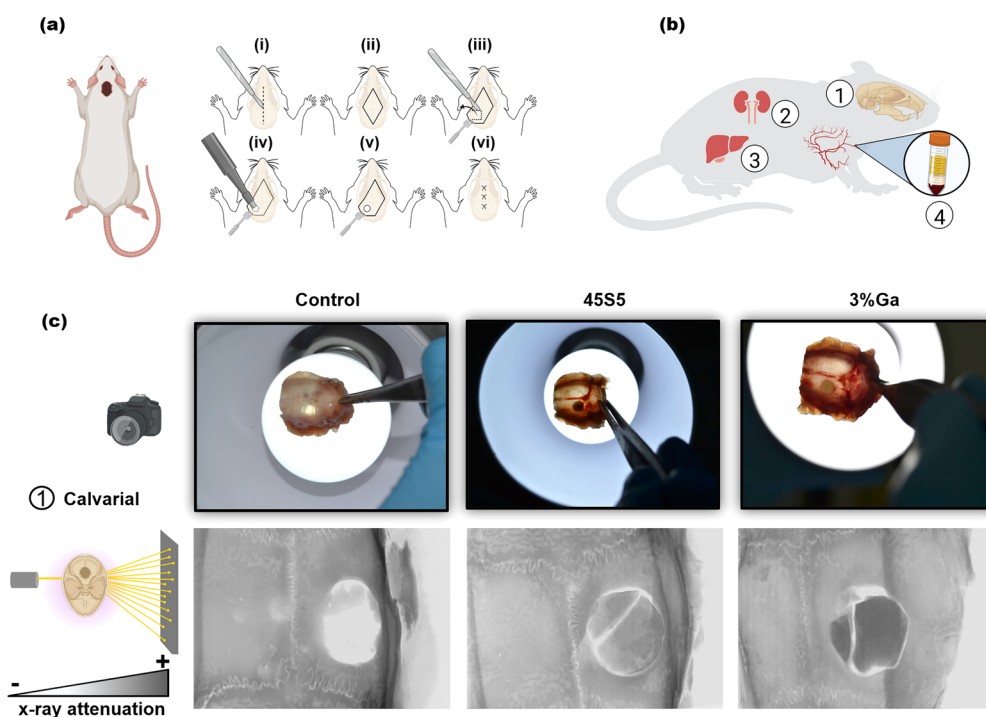 (a)
(i)
(ii)
(iii)
(iv)
(v)
(vi)
(b)
1
2
3
4
(c)
Control
45S5
3%Ga
1 Calvarial
- +
x-ray attenuation